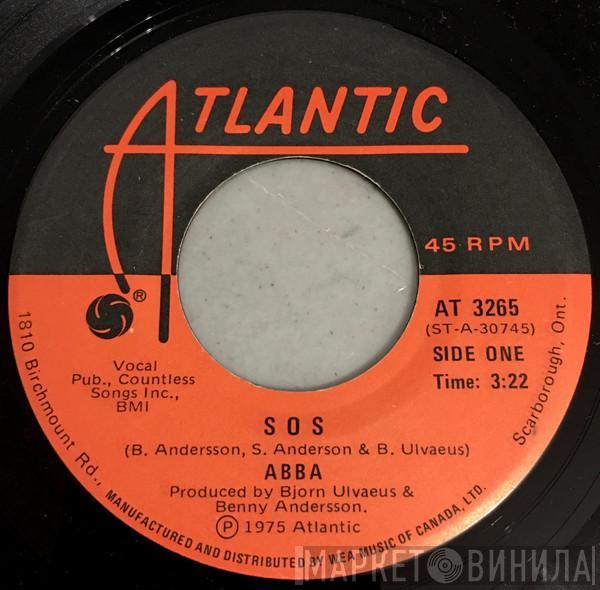 ATLANTIC
45 RPM
®
AT 3265
(ST-A-30745)
SIDE ONE
Time: 3:22
Vocal
Pub., Countless
Songs Inc.,
BMI
SOS
(B. Andersson, S. Anderson & B. Ulvaeus)
ABBA
Produced by Bjorn Ulvaeus &
Benny Andersson.
Ⓟ 1975 Atlantic
1810 Birchmount Rd., Scarborough, Ont.
MANUFACTURED AND DISTRIBUTED BY WEA MUSIC OF CANADA, LTD.
МАРКЕТ ВИНИЛА